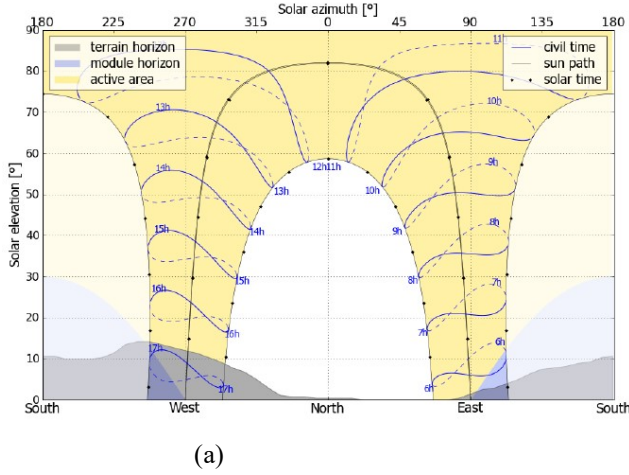 Solar azimuth [°]
180 225 270 315 0 45 90 135 180
90
80
70
60
50
40
30
20
10
0
Solar elevation [°]
terrain horizon
module horizon
active area
civil time
sun path
solar time
11h
10h
9h
8h
7h
6h
13h
14h
15h
16h
17h
12h11h
13h
14h
15h
16h
17h
10h
9h
8h
7h
6h
South West North East South
(a)